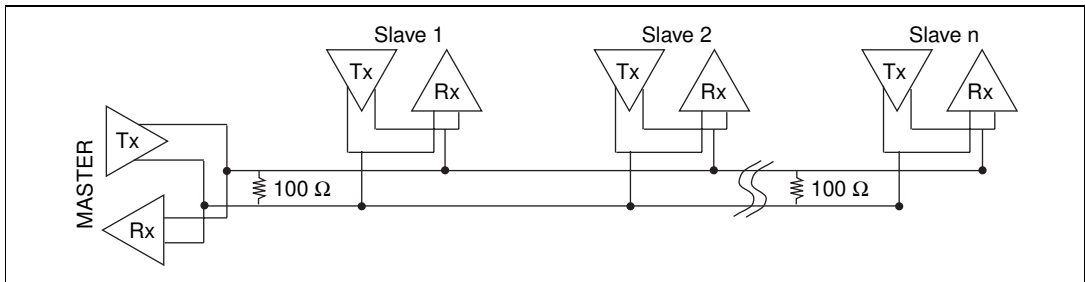 Slave 1
Slave 2
Slave n
Tx
Rx
Tx
Rx
Tx
Rx
MASTER
Tx
Rx
100 Ω
100 Ω